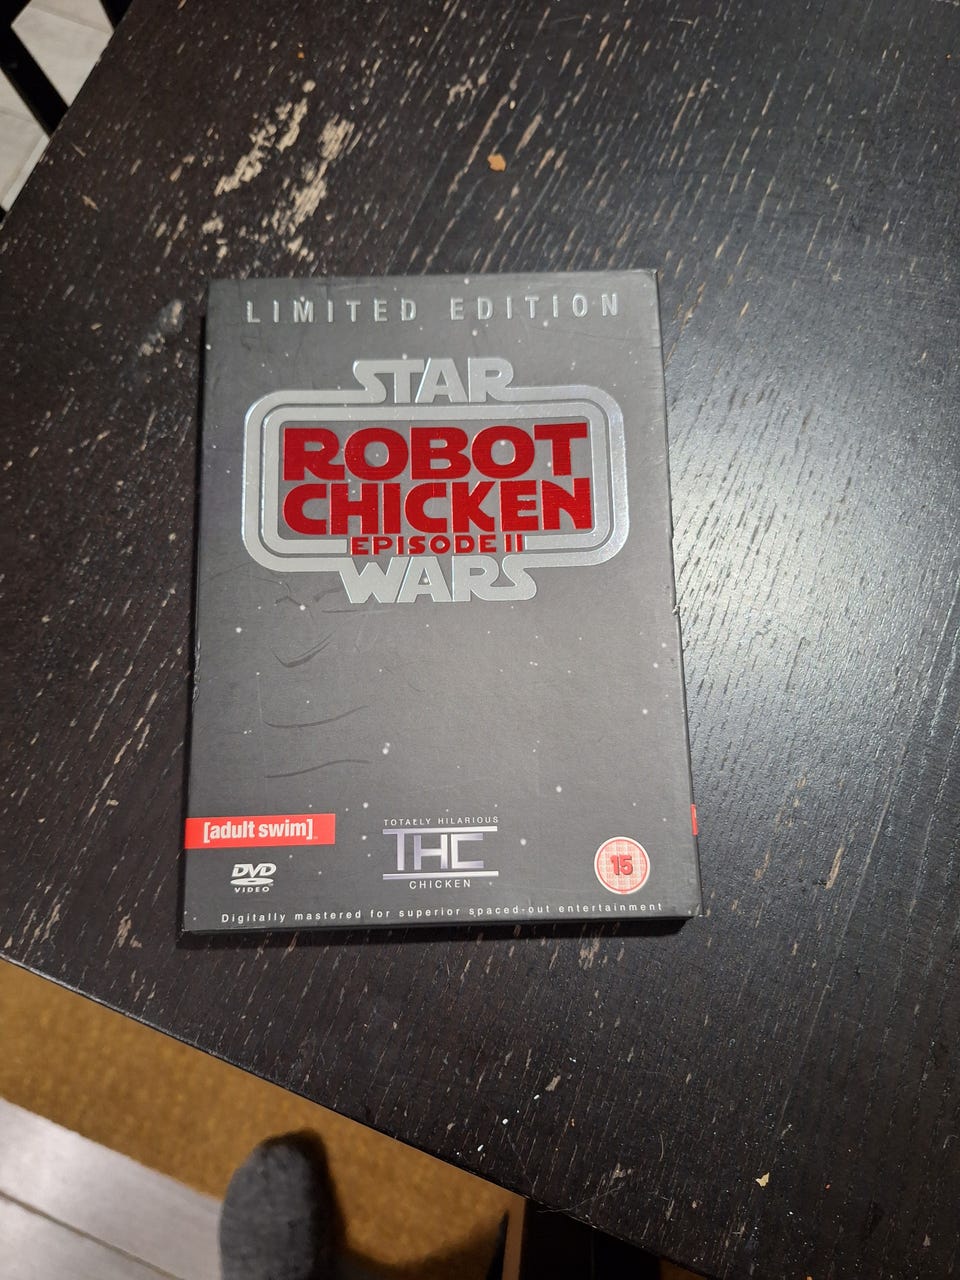 LIMITED EDITION
STAR
ROBOT
CHICKEN
EPISODE II
WARS
[adult swim]™
TOTALLY HILARIOUS
THC
CHICKEN
DVD
VIDEO
15
Digitally mastered for superior spaced-out entertainment